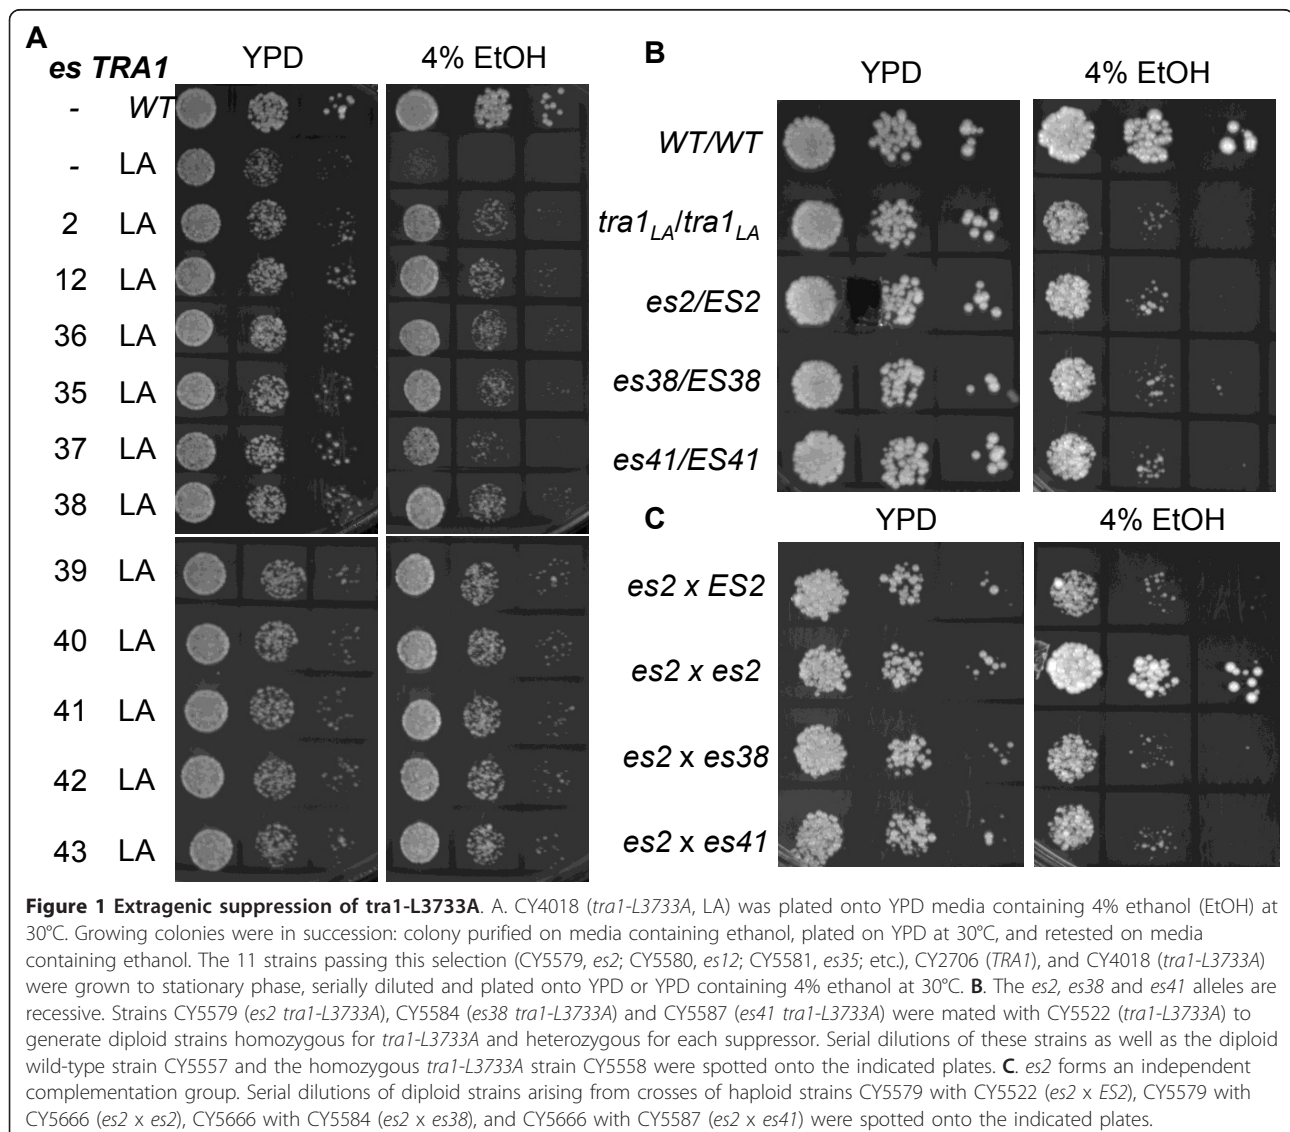 A
es TRA1
YPD
4% EtOH
- WT
- LA
2 LA
12 LA
36 LA
35 LA
37 LA
38 LA
39 LA
40 LA
41 LA
42 LA
43 LA
B
YPD
4% EtOH
WT/WT
tra1LA/tra1LA
es2/ES2
es38/ES38
es41/ES41
C
YPD
4% EtOH
es2 x ES2
es2 x es2
es2 x es38
es2 x es41
Figure 1 Extragenic suppression of tra1-L3733A. A. CY4018 (tra1-L3733A, LA) was plated onto YPD media containing 4% ethanol (EtOH) at
30°C. Growing colonies were in succession: colony purified on media containing ethanol, plated on YPD at 30°C, and retested on media
containing ethanol. The 11 strains passing this selection (CY5579, es2; CY5580, es12; CY5581, es35; etc.), CY2706 (TRA1), and CY4018 (tra1-L3733A)
were grown to stationary phase, serially diluted and plated onto YPD or YPD containing 4% ethanol at 30°C. B. The es2, es38 and es41 alleles are
recessive. Strains CY5579 (es2 tra1-L3733A), CY5584 (es38 tra1-L3733A) and CY5587 (es41 tra1-L3733A) were mated with CY5522 (tra1-L3733A) to
generate diploid strains homozygous for tra1-L3733A and heterozygous for each suppressor. Serial dilutions of these strains as well as the diploid
wild-type strain CY5557 and the homozygous tra1-L3733A strain CY5558 were spotted onto the indicated plates. C. es2 forms an independent
complementation group. Serial dilutions of diploid strains arising from crosses of haploid strains CY5579 with CY5522 (es2 x ES2), CY5579 with
CY5666 (es2 x es2), CY5666 with CY5584 (es2 x es38), and CY5666 with CY5587 (es2 x es41) were spotted onto the indicated plates.